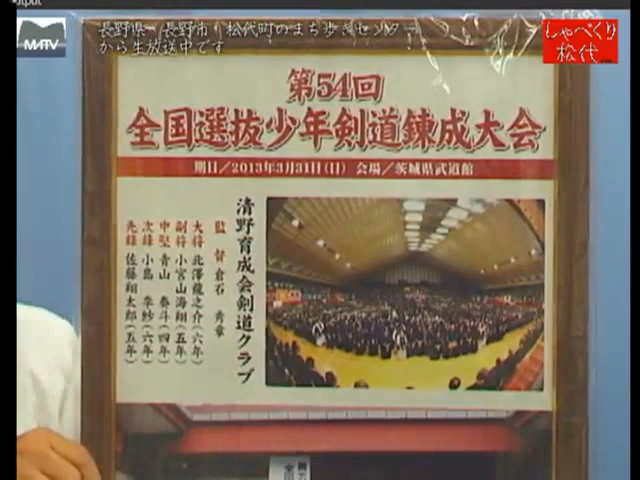 output
MATV
長野県 長野市 松代町のまち歩きセンター
から生放送中です
しゃべくり
松代
第54回
全国選抜少年剣道錬成大会
期日／2013年3月31日(日) 会場／茨城県武道館
清野育成会剣道クラブ
監 督 倉石 秀章
大将 北澤龍之介(六年)
副将 小宮山海翔(五年)
中堅 青山 泰斗(四年)
次鋒 小島 季紗(六年)
先鋒 佐藤翔太郎(五年)